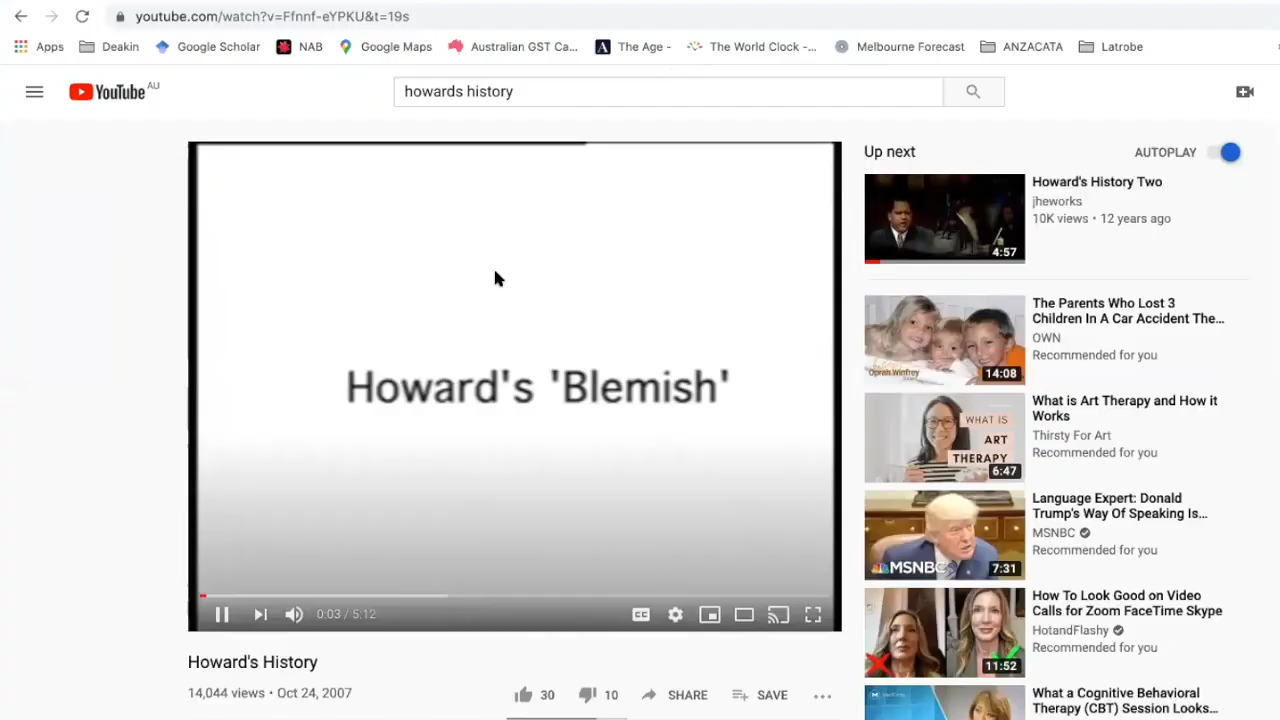 youtube.com/watch?v=Ffnnf-eYPKU&t=19s
Apps Deakin Google Scholar NAB Google Maps Australian GST Ca... The Age - The World Clock -... Melbourne Forecast ANZACATA Latrobe
YouTube AU
howards history
Howard's 'Blemish'
0:03 / 5:12
CC
Howard's History
14,044 views • Oct 24, 2007
30 10 SHARE SAVE
Up next
AUTOPLAY
4:57
Howard's History Two
jheworks
10K views • 12 years ago
Oprah Winfrey
14:08
The Parents Who Lost 3
Children In A Car Accident The...
OWN
Recommended for you
WHAT IS
ART
THERAPY
6:47
What is Art Therapy and How it
Works
Thirsty For Art
Recommended for you
MSNBC
7:31
Language Expert: Donald
Trump's Way Of Speaking Is...
MSNBC
Recommended for you
11:52
How To Look Good on Video
Calls for Zoom FaceTime Skype
HotandFlashy
Recommended for you
What a Cognitive Behavioral
Therapy (CBT) Session Looks...